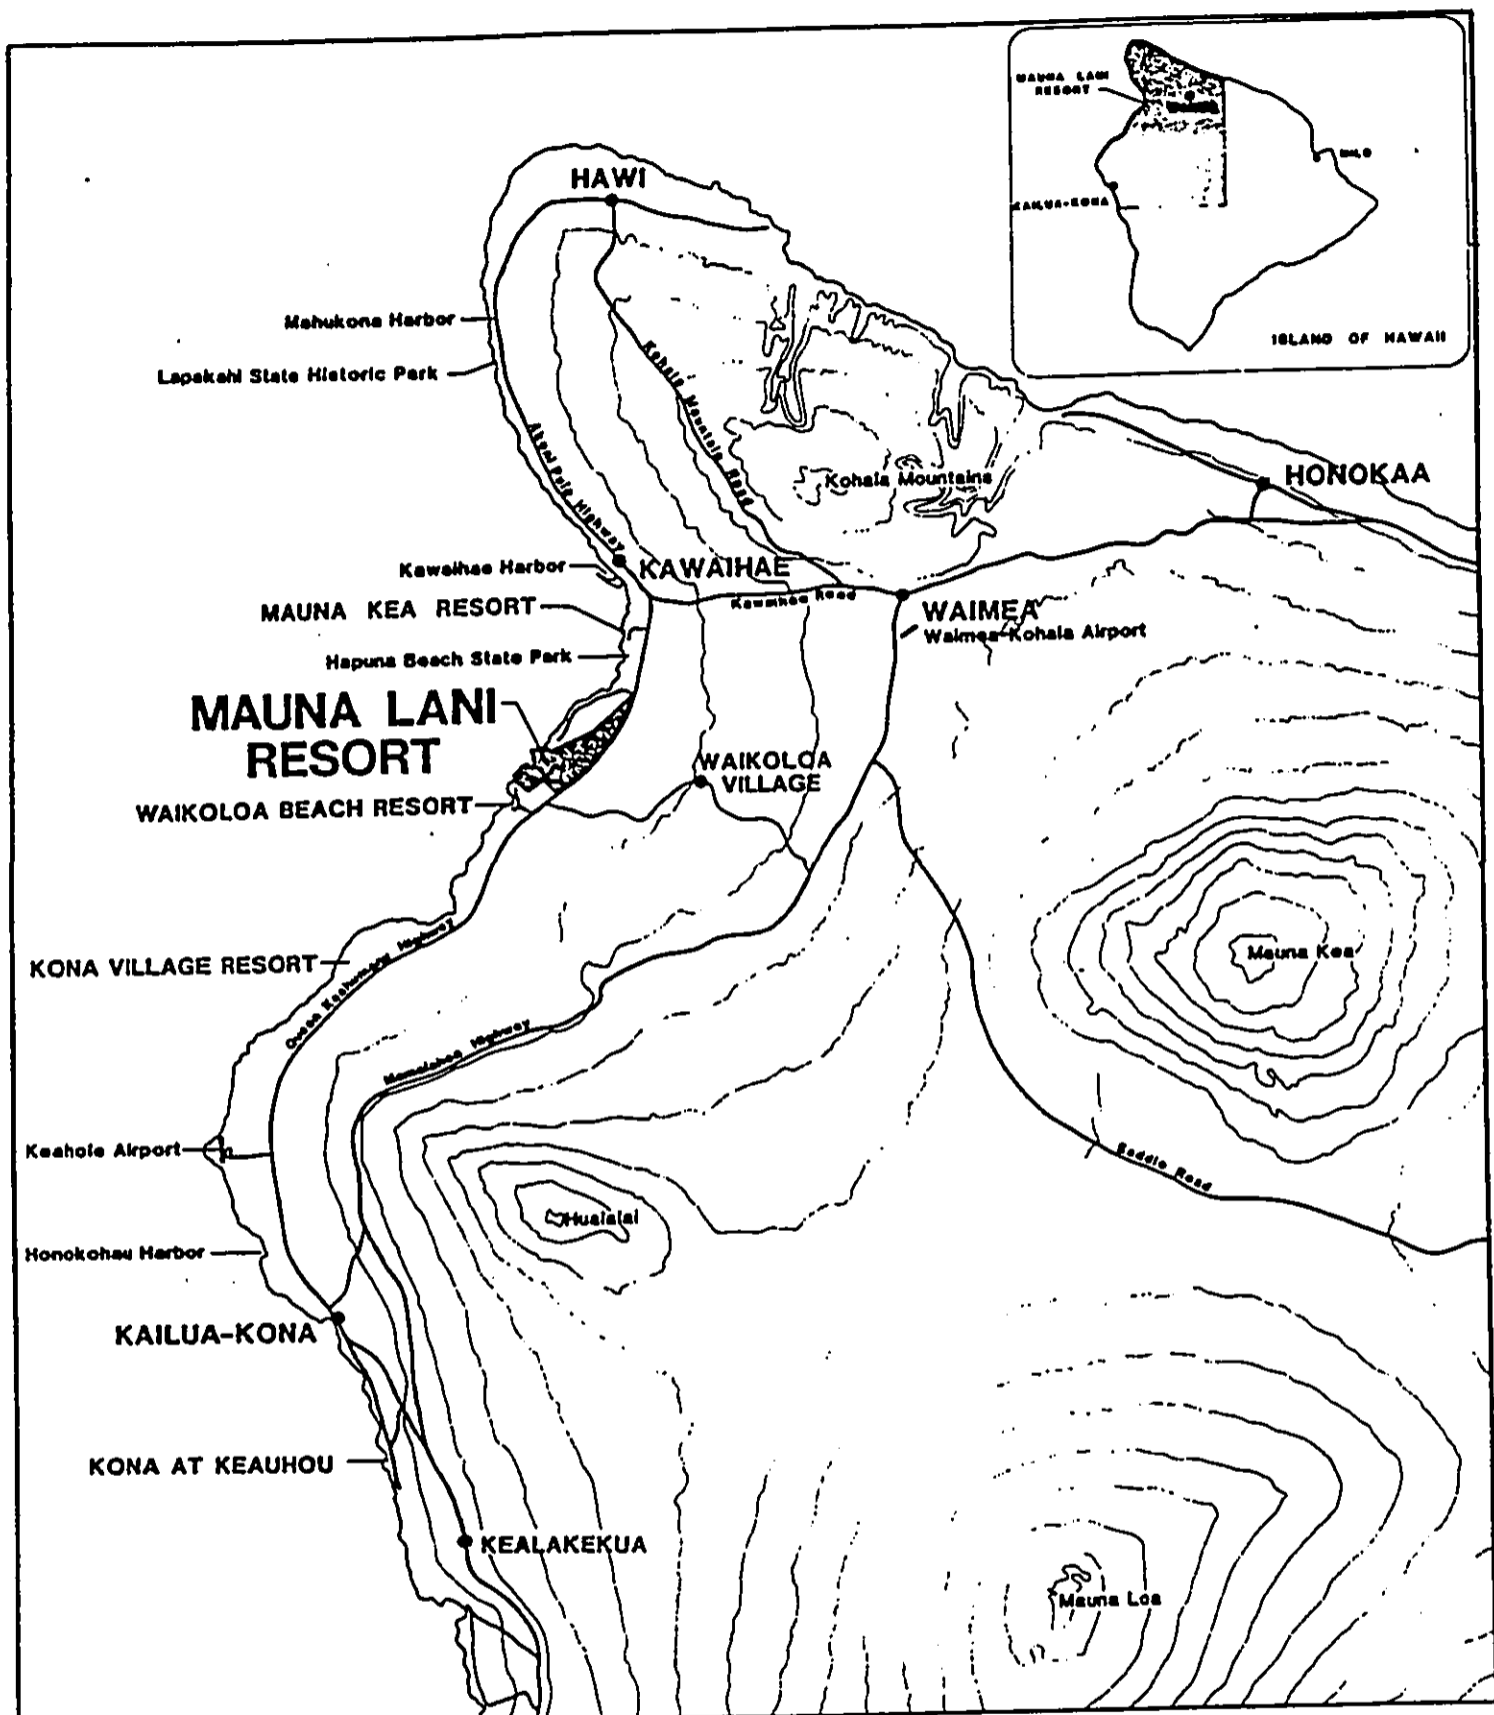 MAUNA LANI
RESORT
HILO
KAILUA-KONA
ISLAND OF HAWAII
HAWI
Mahukona Harbor
Lapakahi State Historic Park
Kohala Mountain Road
Akoni Pule Highway
Kohala Mountains
HONOKAA
Kawaihae Harbor
KAWAIHAE
Kawaihae Road
MAUNA KEA RESORT
WAIMEA
Waimea-Kohala Airport
Hapuna Beach State Park
MAUNA LANI
RESORT
WAIKOLOA
VILLAGE
WAIKOLOA BEACH RESORT
Mauna Kea
KONA VILLAGE RESORT
Queen Kaahumanu Highway
Mamalahoa Highway
Keahole Airport
Saddle Road
Hualalai
Honokohau Harbor
KAILUA-KONA
KONA AT KEAUHOU
KEALAKEKUA
Mauna Loa